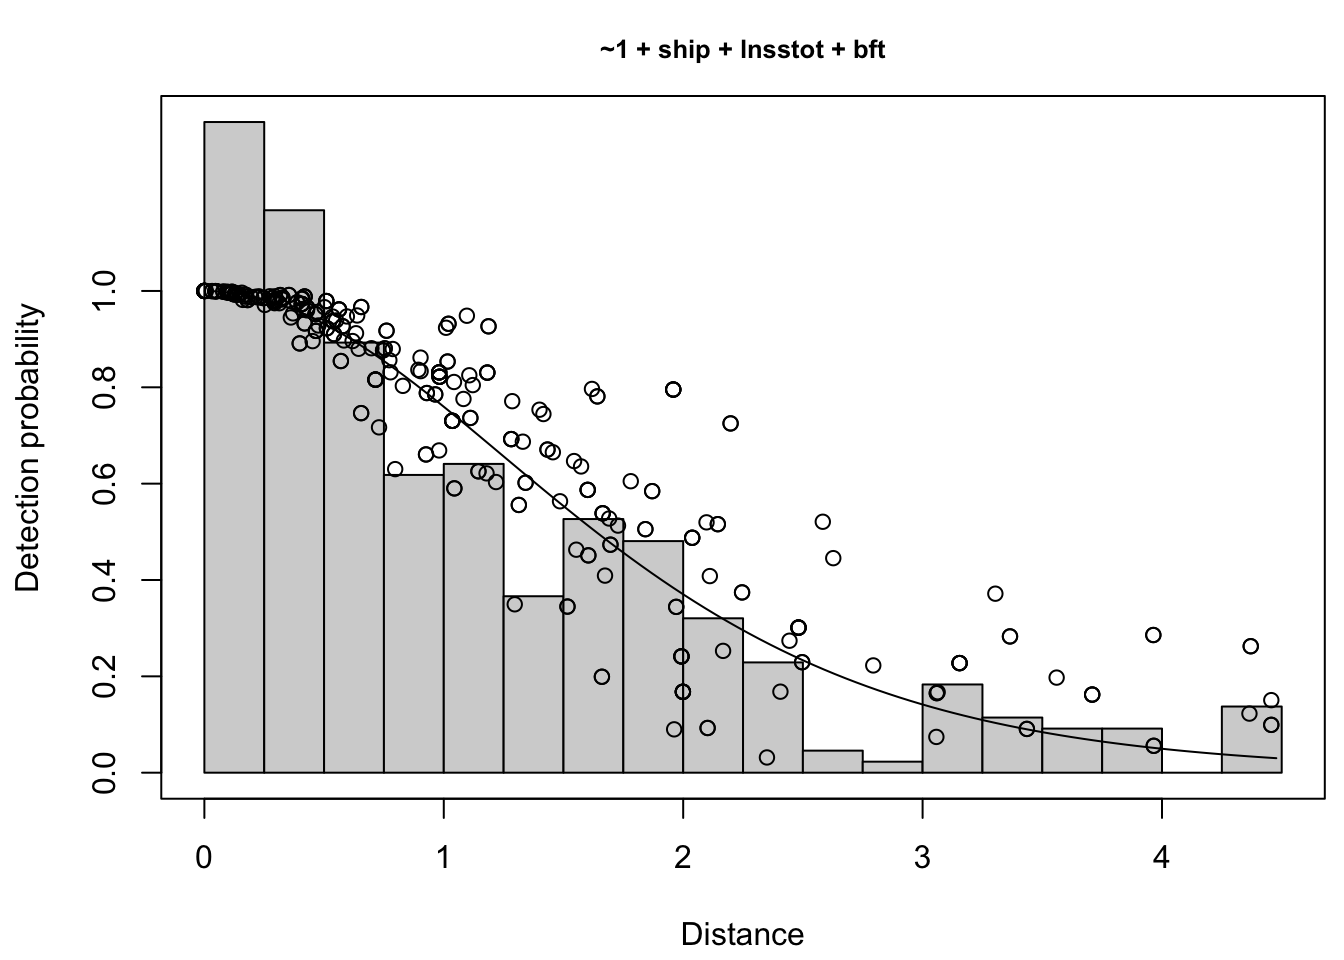 ~1 + ship + lnsstot + bft
Detection probability
1.0
0.8
0.6
0.4
0.2
0.0
0 1 2 3 4
Distance